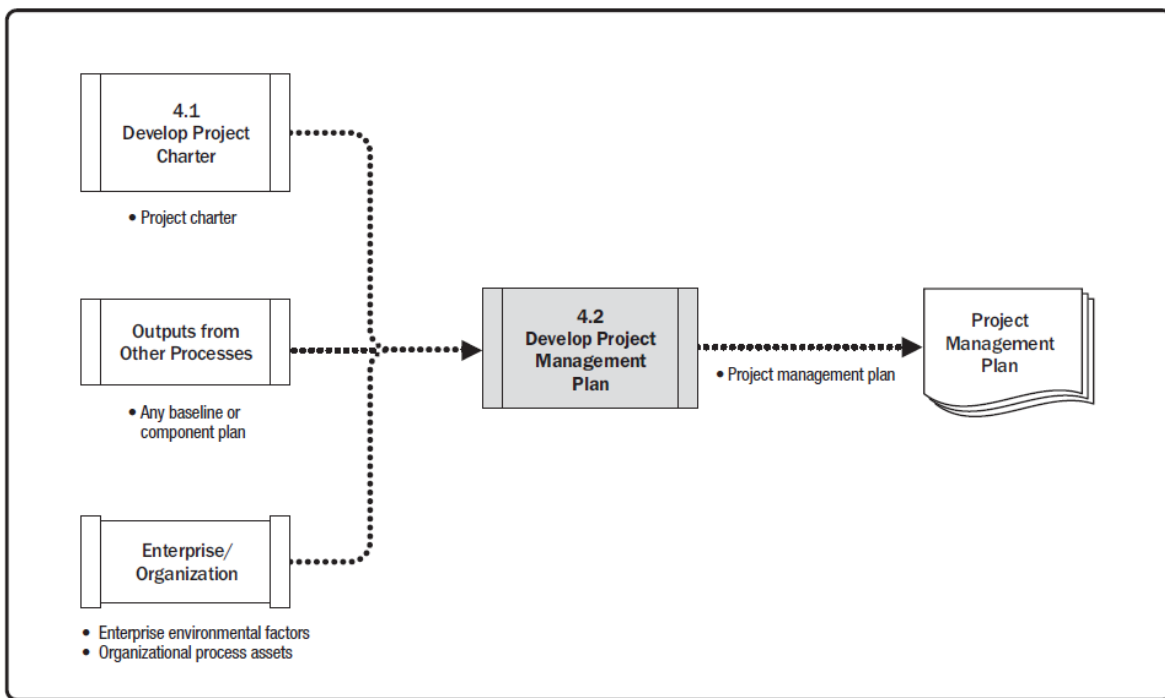 4.1
Develop Project
Charter
• Project charter
Outputs from
Other Processes
• Any baseline or
component plan
Enterprise/
Organization
• Enterprise environmental factors
• Organizational process assets
4.2
Develop Project
Management
Plan
• Project management plan
Project
Management
Plan